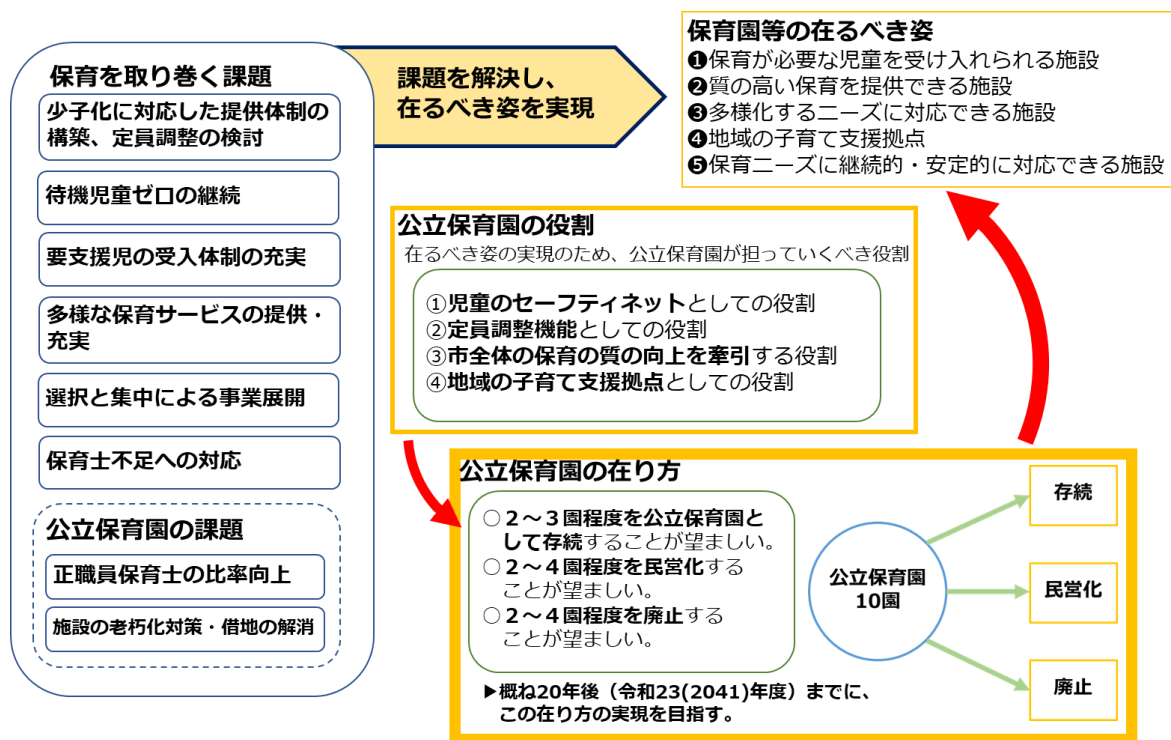 保育を取り巻く課題
少子化に対応した提供体制の
構築、定員調整の検討
待機児童ゼロの継続
要支援児の受入体制の充実
多様な保育サービスの提供・
充実
選択と集中による事業展開
保育士不足への対応
公立保育園の課題
正職員保育士の比率向上
施設の老朽化対策・借地の解消
課題を解決し、
在るべき姿を実現
保育園等の在るべき姿
❶保育が必要な児童を受け入れられる施設
❷質の高い保育を提供できる施設
❸多様化するニーズに対応できる施設
❹地域の子育て支援拠点
❺保育ニーズに継続的・安定的に対応できる施設
公立保育園の役割
在るべき姿の実現のため、公立保育園が担っていくべき役割
①児童のセーフティネットとしての役割
②定員調整機能としての役割
③市全体の保育の質の向上を牽引する役割
④地域の子育て支援拠点としての役割
公立保育園の在り方
○２～３園程度を公立保育園と
して存続することが望ましい。
○２～４園程度を民営化する
ことが望ましい。
○２～４園程度を廃止する
ことが望ましい。
▶概ね20年後（令和23(2041)年度）までに、
この在り方の実現を目指す。
公立保育園
10園
存続
民営化
廃止